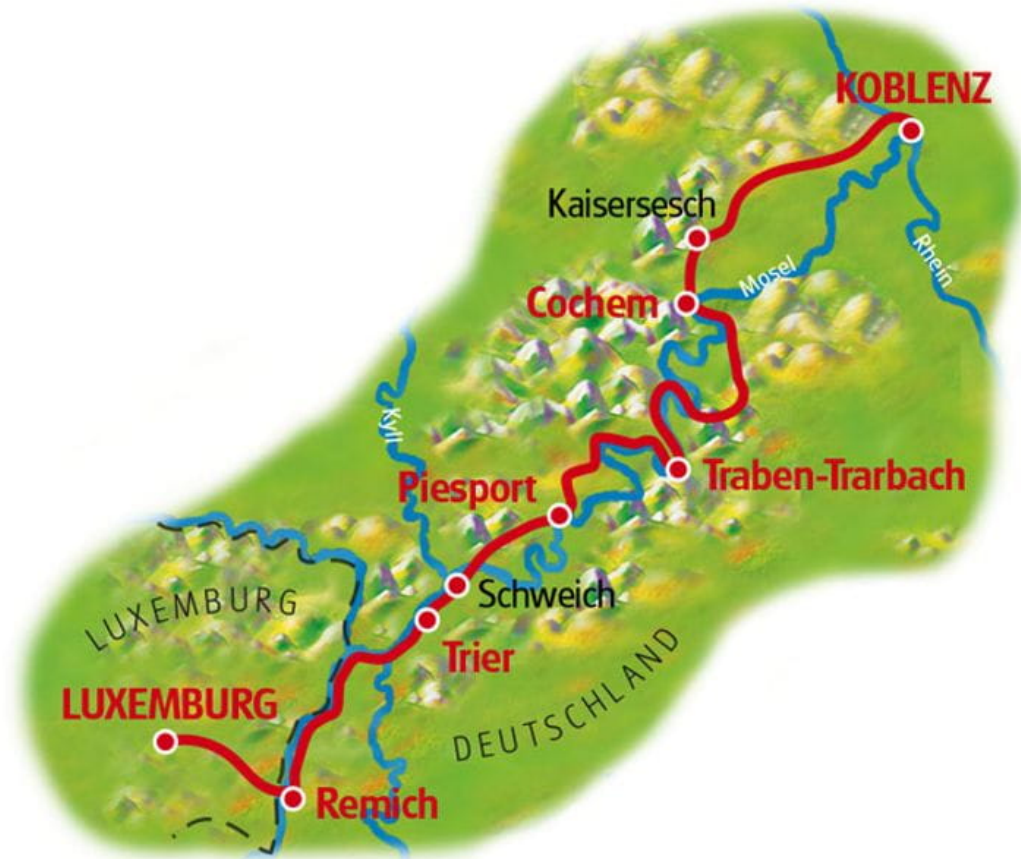 KOBLENZ
Kaisersesch
Rhein
Mosel
Cochem
Kyll
Traben-Trarbach
Piesport
Schweich
LUXEMBURG
Trier
DEUTSCHLAND
LUXEMBURG
Remich